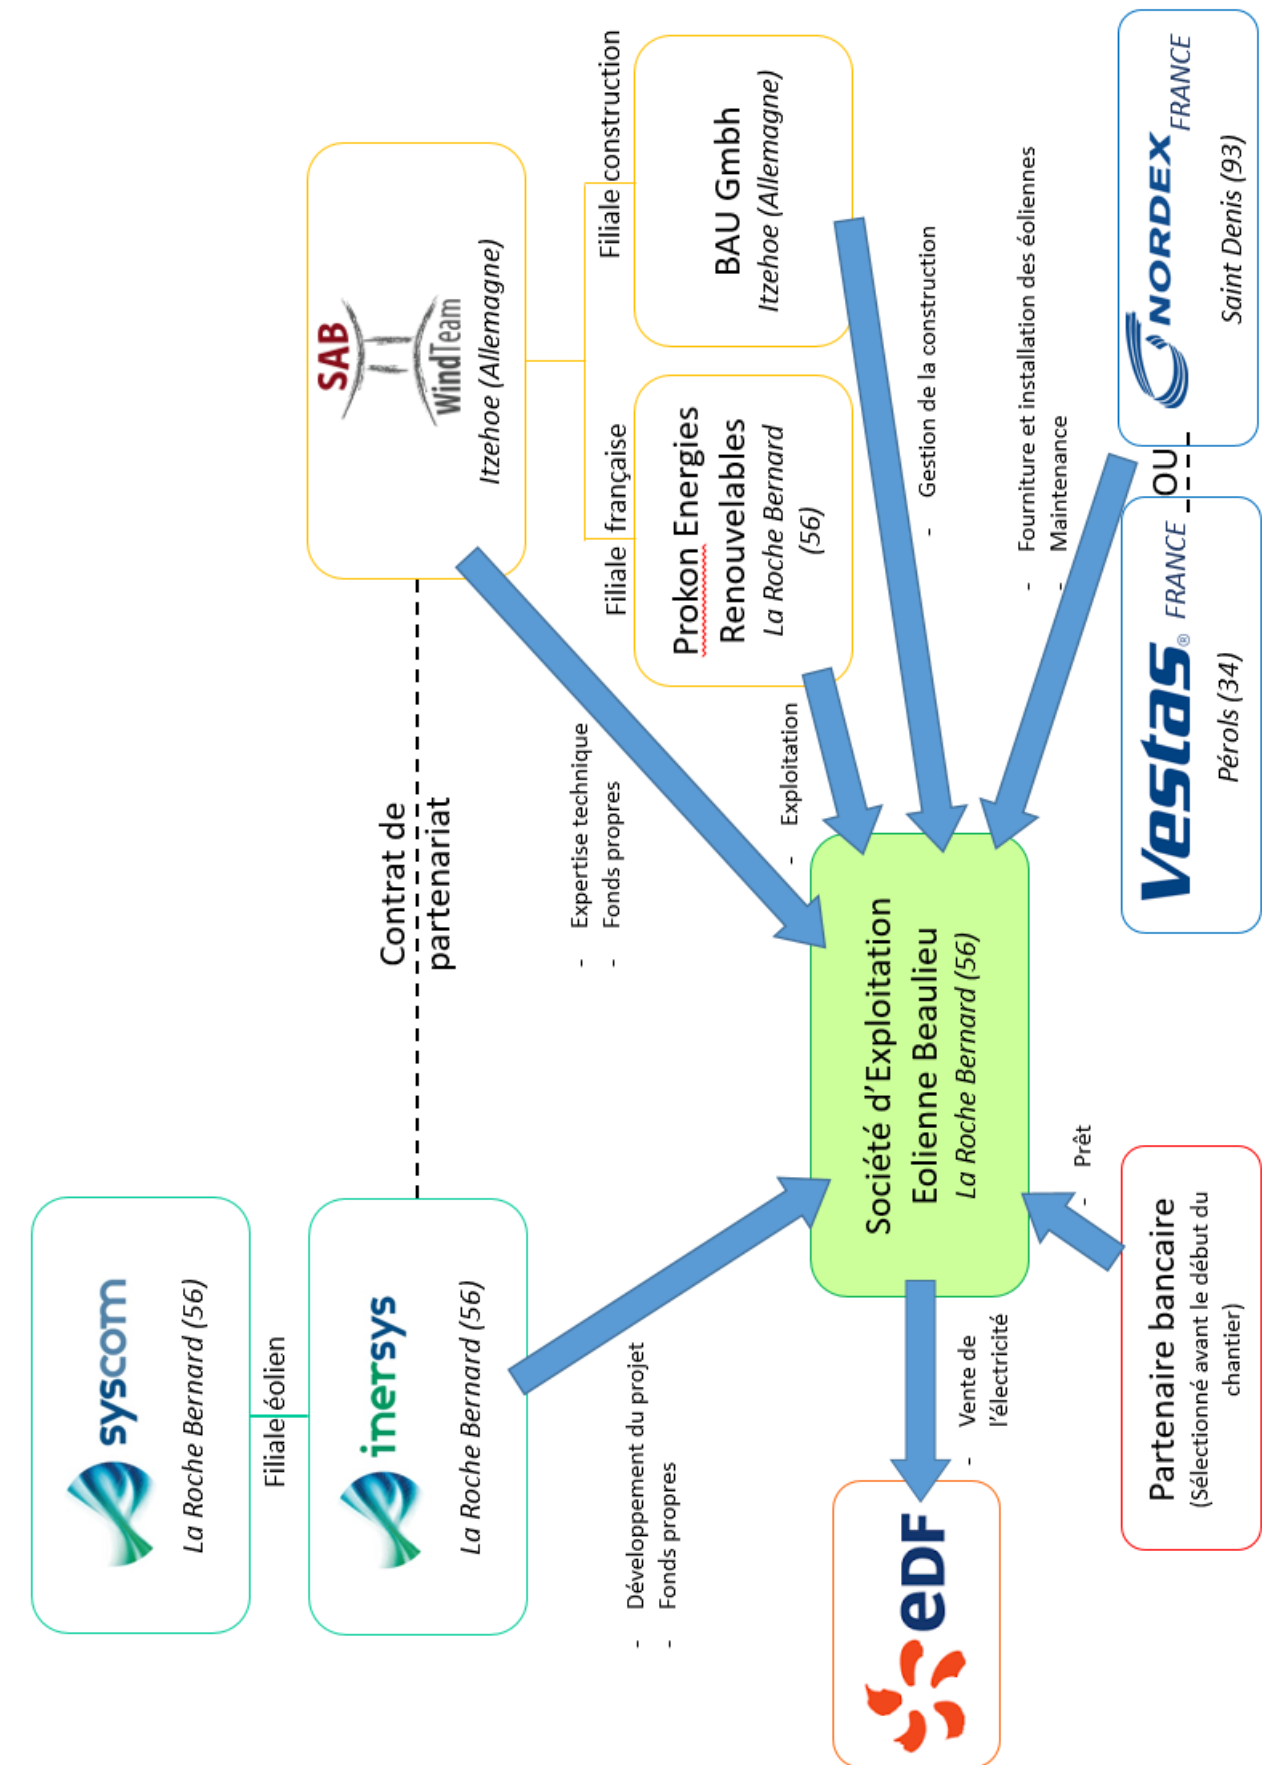 syscom
La Roche Bernard (56)
Filiale éolien
inersys
La Roche Bernard (56)
Contrat de
partenariat
SAB
WindTeam
Itzehoe (Allemagne)
Filiale française
Filiale construction
Prokon Energies
Renouvelables
La Roche Bernard
(56)
BAU Gmbh
Itzehoe (Allemagne)
- Développement du projet
- Fonds propres
- Expertise technique
- Fonds propres
- Exploitation
- Gestion de la construction
- Fourniture et installation des éoliennes
- Maintenance
Société d'Exploitation
Eolienne Beaulieu
La Roche Bernard (56)
eDF
- Vente de
l'électricité
- Prêt
Partenaire bancaire
(Sélectionné avant le début du
chantier)
Vestas® FRANCE
Pérols (34)
OU
NORDEX
FRANCE
Saint Denis (93)